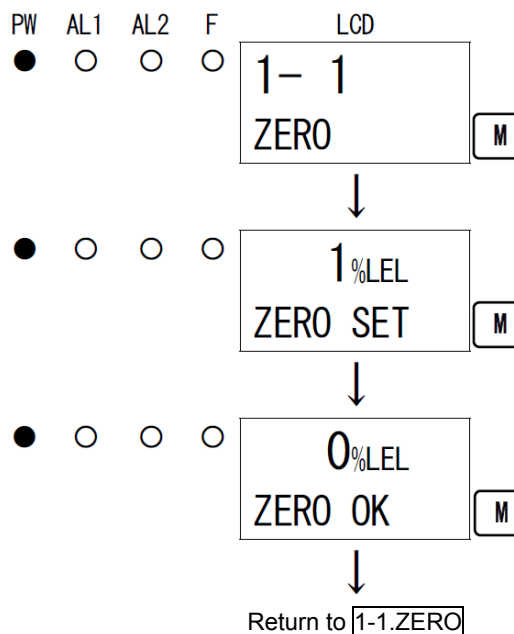 PW AL1 AL2 F LCD
1- 1
ZERO M
1%LEL
ZERO SET M
0%LEL
ZERO OK M
Return to 1-1.ZERO